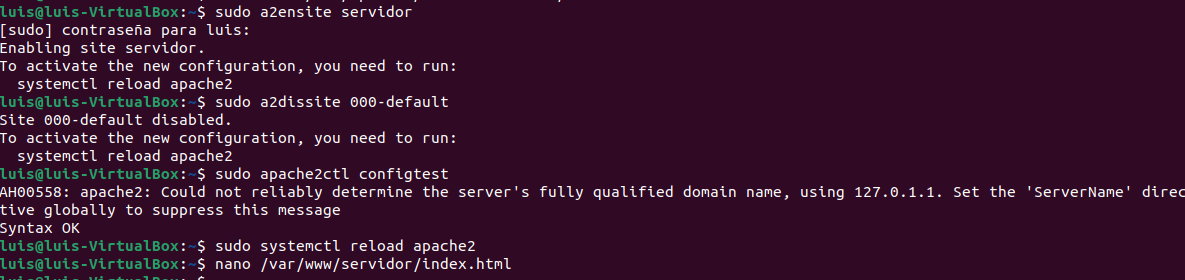 luis@luis-VirtualBox:~$ sudo a2ensite servidor
[sudo] contraseña para luis:
Enabling site servidor.
To activate the new configuration, you need to run:
  systemctl reload apache2
luis@luis-VirtualBox:~$ sudo a2dissite 000-default
Site 000-default disabled.
To activate the new configuration, you need to run:
  systemctl reload apache2
luis@luis-VirtualBox:~$ sudo apache2ctl configtest
AH00558: apache2: Could not reliably determine the server's fully qualified domain name, using 127.0.1.1. Set the 'ServerName' direc
tive globally to suppress this message
Syntax OK
luis@luis-VirtualBox:~$ sudo systemctl reload apache2
luis@luis-VirtualBox:~$ nano /var/www/servidor/index.html
luis@luis-VirtualBox:~$